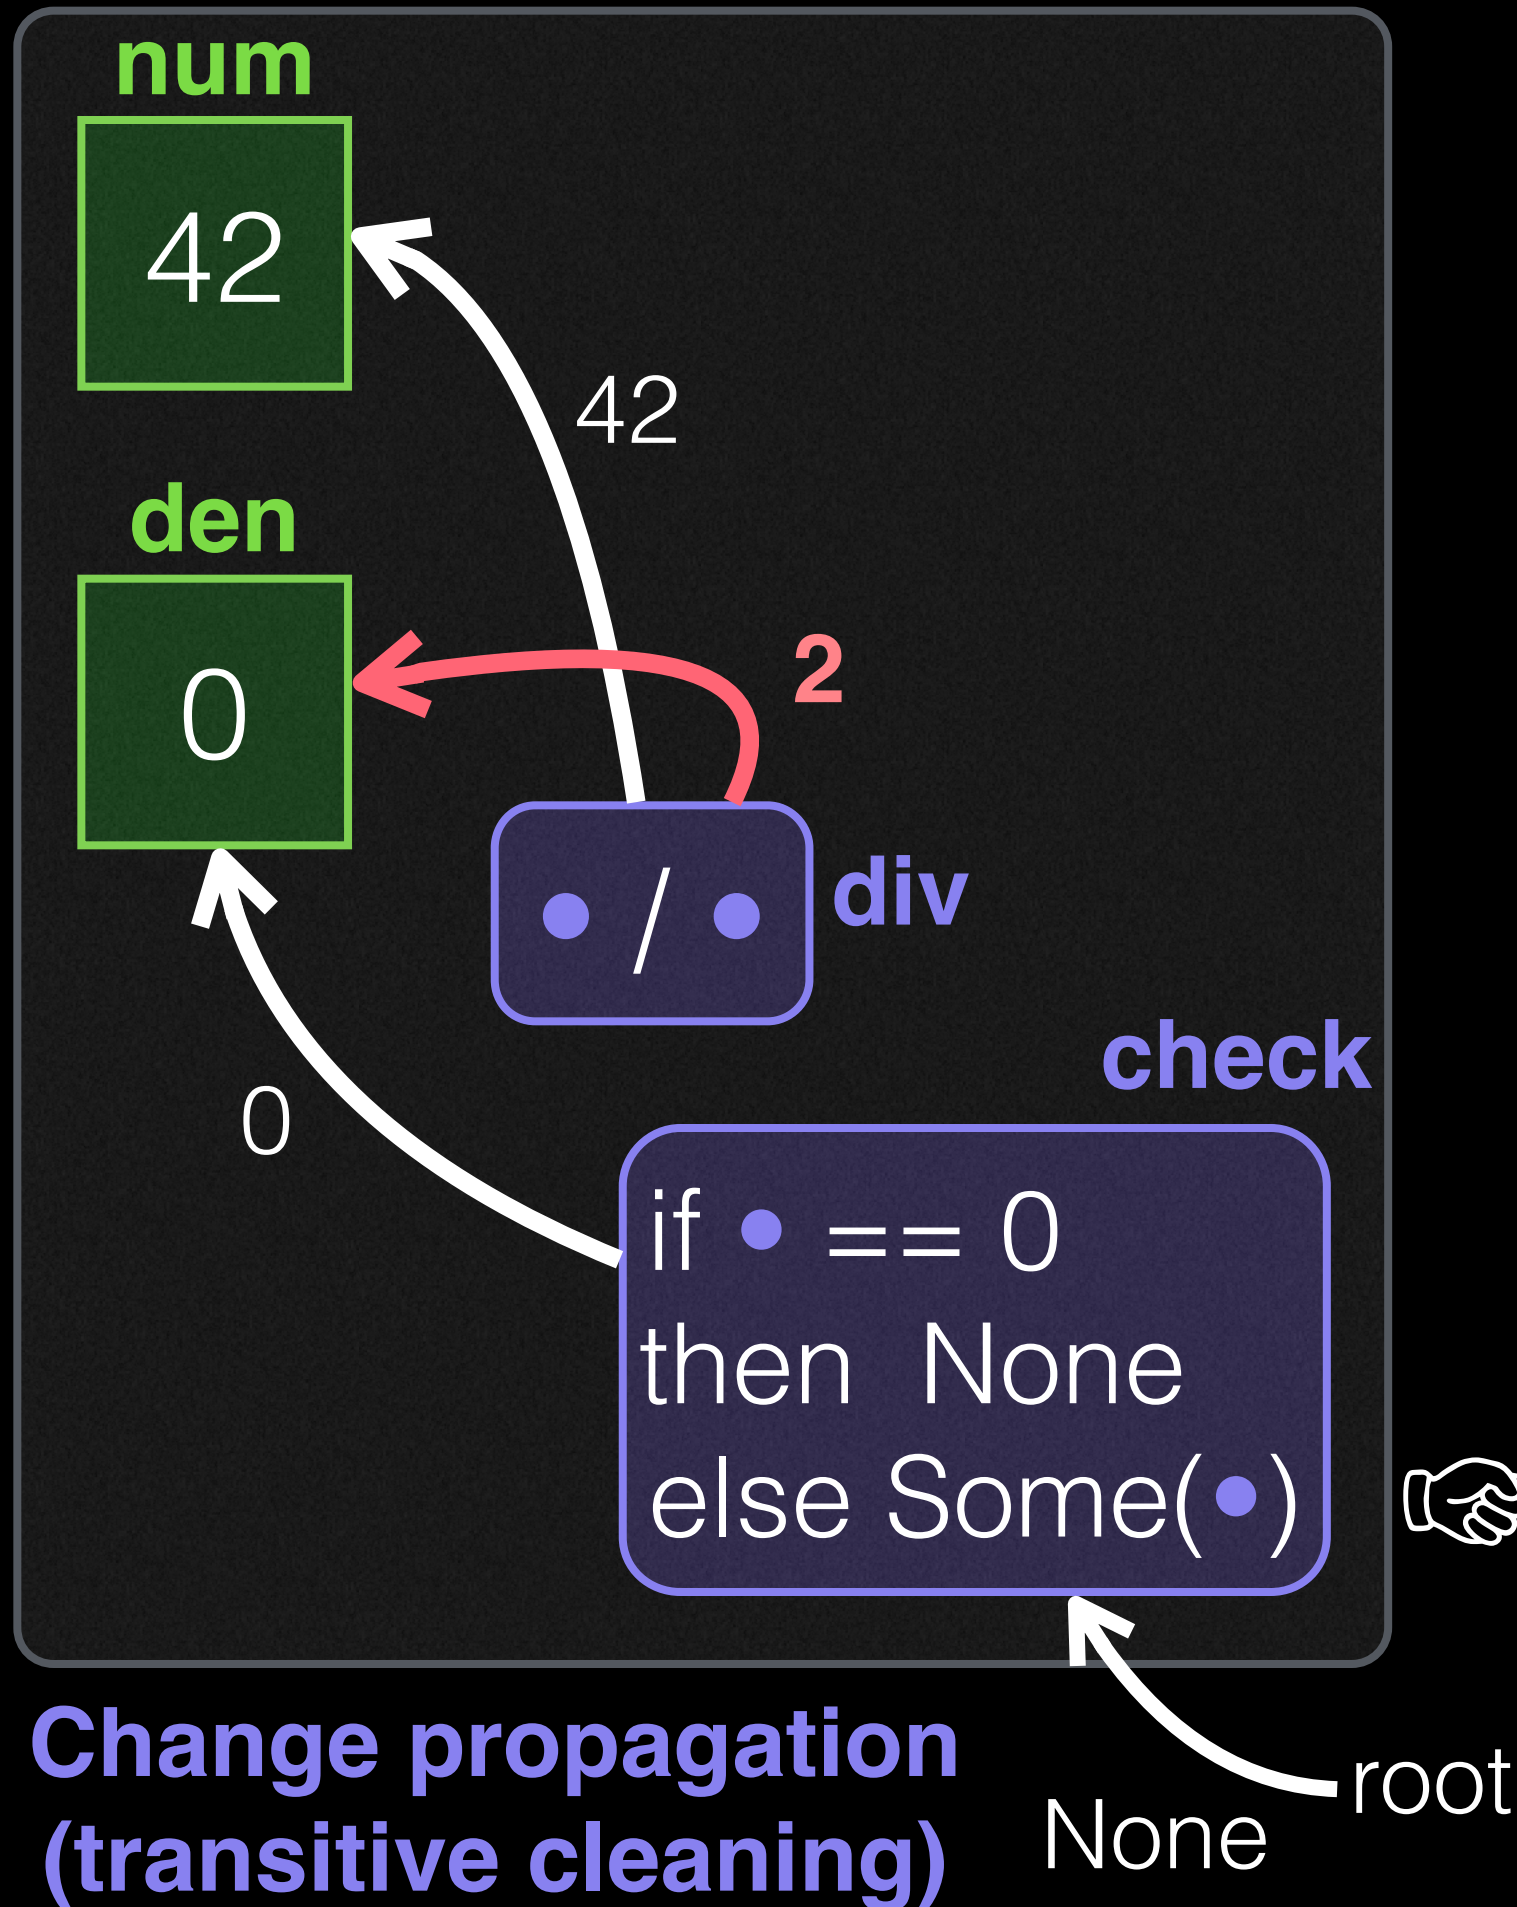 num
42
42
den
0
2
• / •
div
check
0
if • == 0
then None
else Some(•)
root
None
Change propagation
(transitive cleaning)